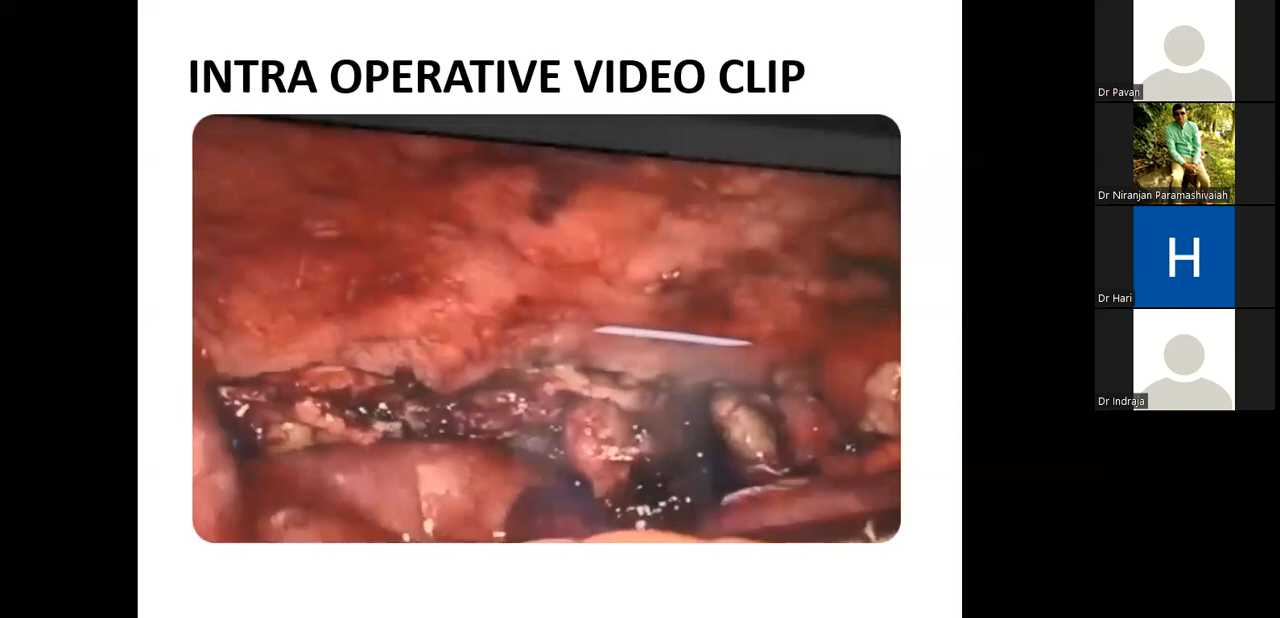 INTRA OPERATIVE VIDEO CLIP
Dr Pavan
Dr Niranjan Paramashivaiah
H
Dr Hari
Dr Indraja